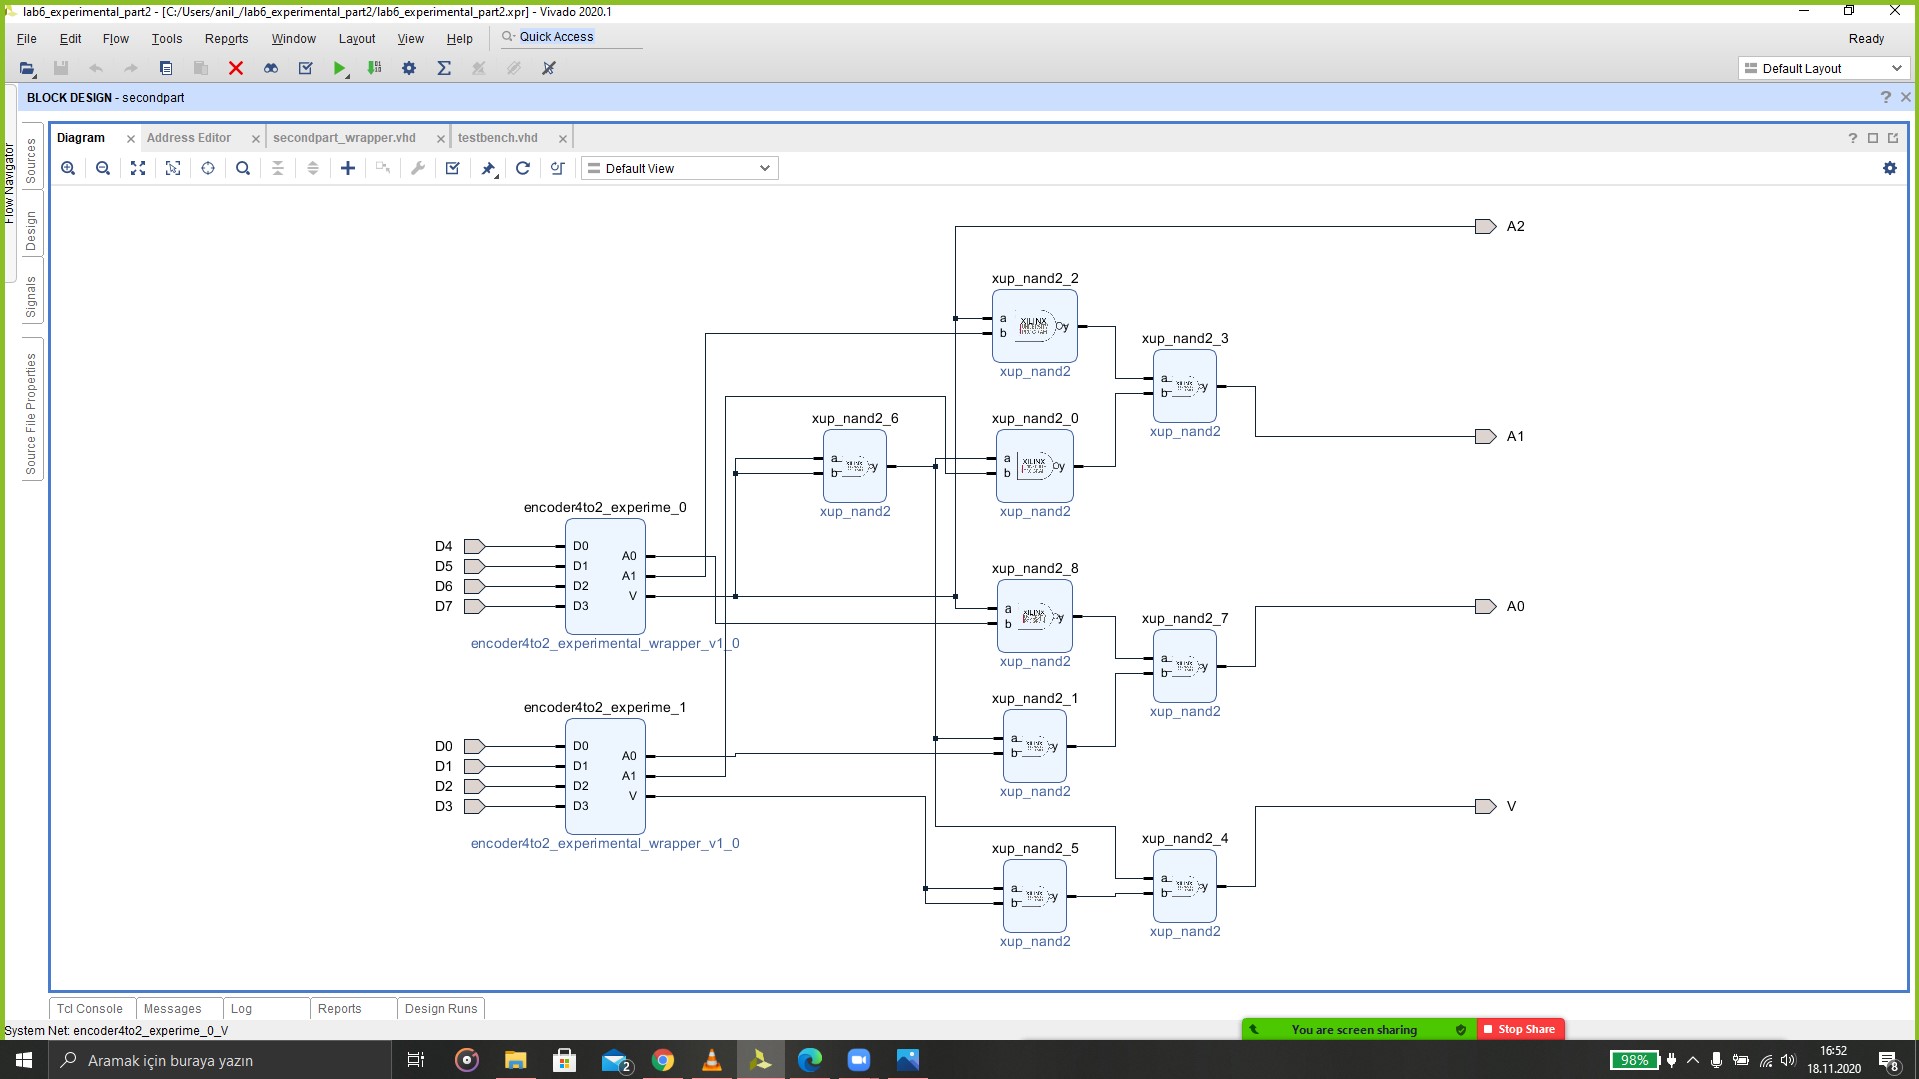 lab6_experimental_part2 - [C:/Users/anil_/lab6_experimental_part2/lab6_experimental_part2.xpr] - Vivado 2020.1
File Edit Flow Tools Reports Window Layout View Help Quick Access Ready
Default Layout
BLOCK DESIGN - secondpart
Flow Navigator
Sources
Design
Signals
Source File Properties
Diagram Address Editor secondpart_wrapper.vhd testbench.vhd
Default View
A2
xup_nand2_2
a
b
y
XILINX
xup_nand2
xup_nand2_3
a
b
y
xup_nand2
A1
xup_nand2_6
a
b
y
xup_nand2
xup_nand2_0
a
b
y
XILINX
xup_nand2
encoder4to2_experime_0
D4 D0
D5 D1
D6 D2
D7 D3
A0
A1
V
encoder4to2_experimental_wrapper_v1_0
xup_nand2_8
a
b
y
xup_nand2
xup_nand2_7
a
b
y
xup_nand2
A0
encoder4to2_experime_1
D0 D0
D1 D1
D2 D2
D3 D3
A0
A1
V
encoder4to2_experimental_wrapper_v1_0
xup_nand2_1
a
b
y
xup_nand2
V
xup_nand2_5
a
b
y
xup_nand2
xup_nand2_4
a
b
y
xup_nand2
Tcl Console Messages Log Reports Design Runs
System Net: encoder4to2_experime_0_V
You are screen sharing Stop Share
Aramak için buraya yazın
2
98%
16:52
18.11.2020
8